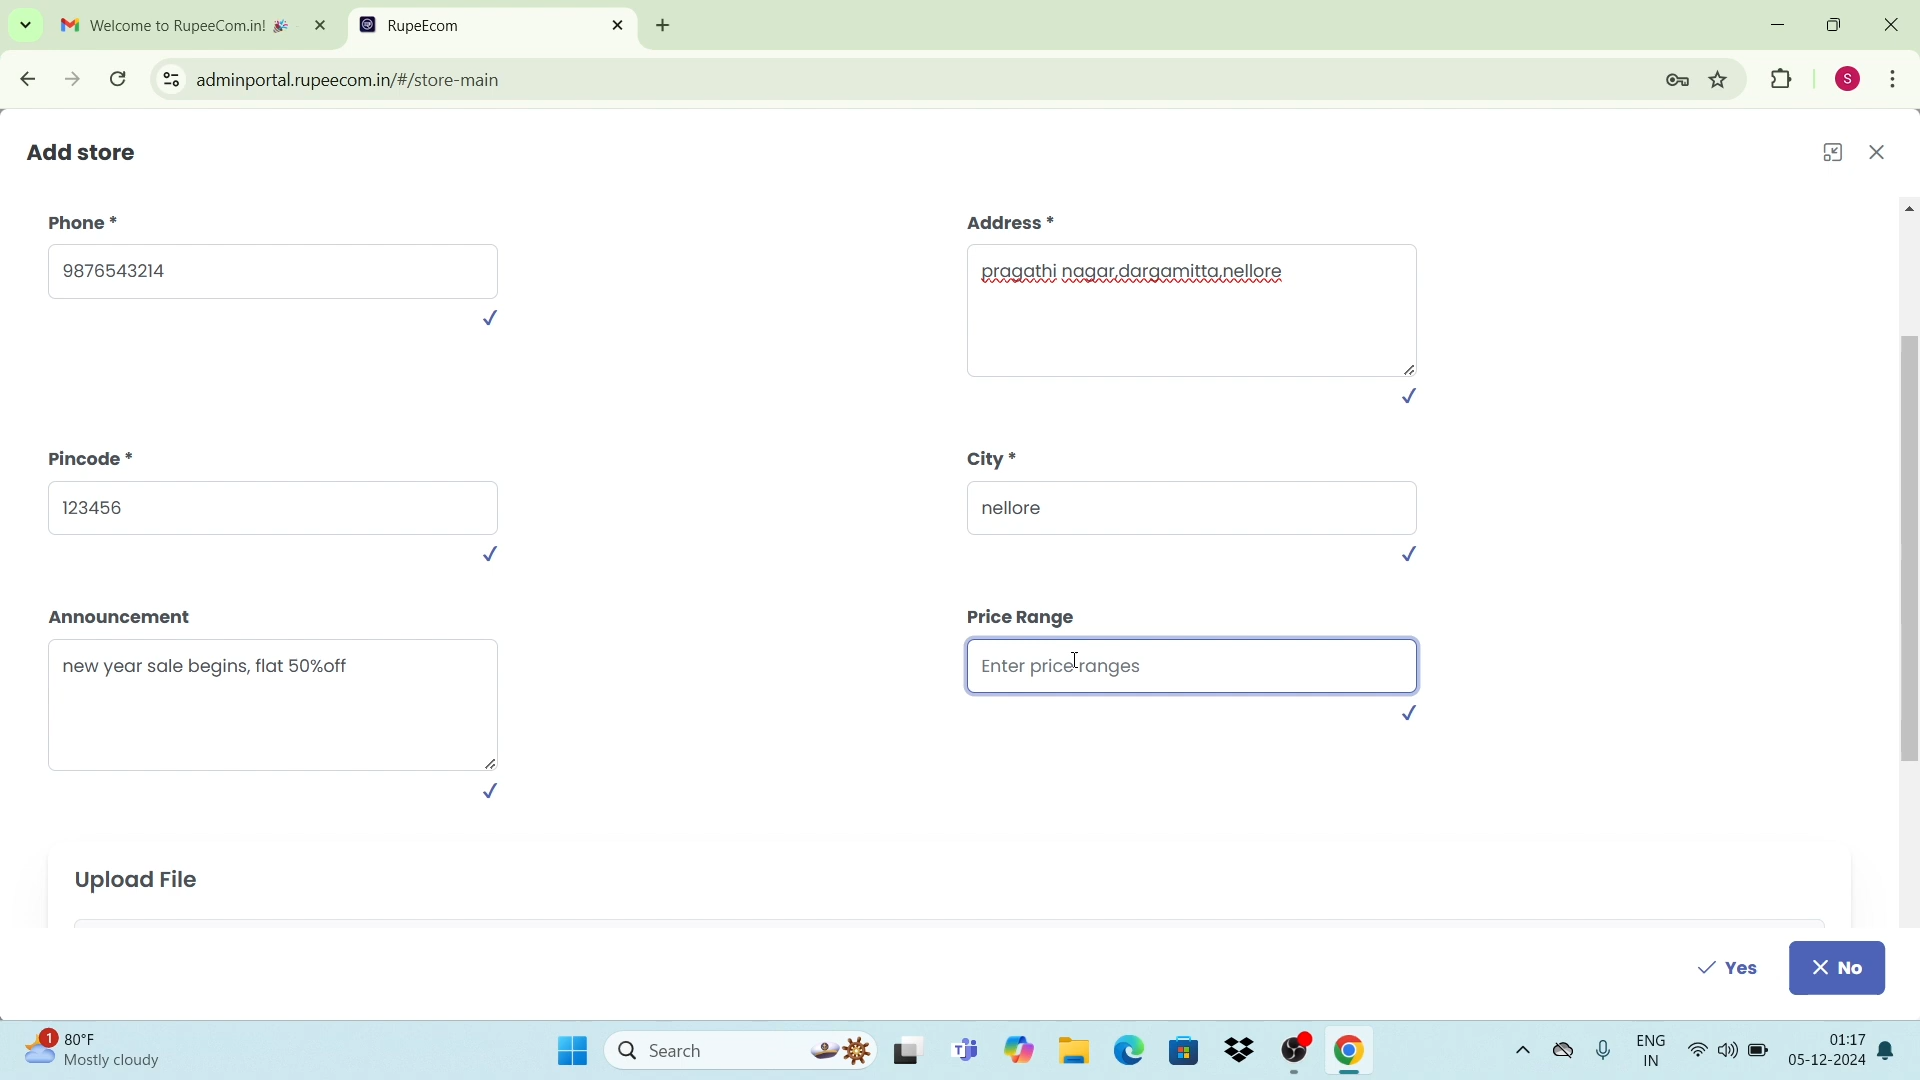 Welcome to RupeeCom.in! 🎉
RupeEcom
adminportal.rupeecom.in/#/store-main
S
Add store
Phone *
Address *
9876543214
pragathi nagar,dargamitta,nellore
Pincode *
City *
123456
nellore
Announcement
Price Range
new year sale begins, flat 50%off
Enter price ranges
Upload File
Yes
No
1
80°F
Mostly cloudy
Search
ENG
IN
01:17
05-12-2024